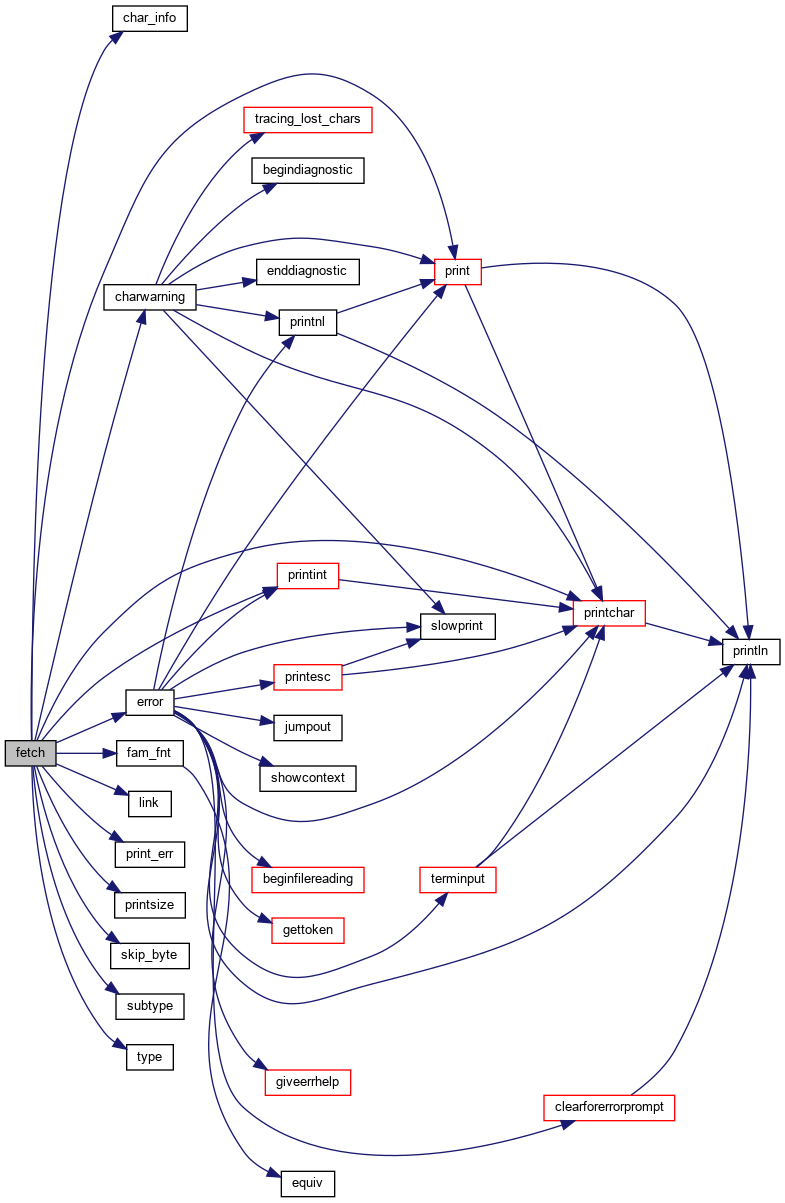 char_info
tracing_lost_chars
begindiagnostic
enddiagnostic
print
charwarning
printnl
printint
printchar
slowprint
println
printesc
error
jumpout
fetch
fam_fnt
showcontext
link
print_err
beginfilereading
terminput
printsize
gettoken
skip_byte
subtype
type
giveerrhelp
clearforerrorprompt
equiv